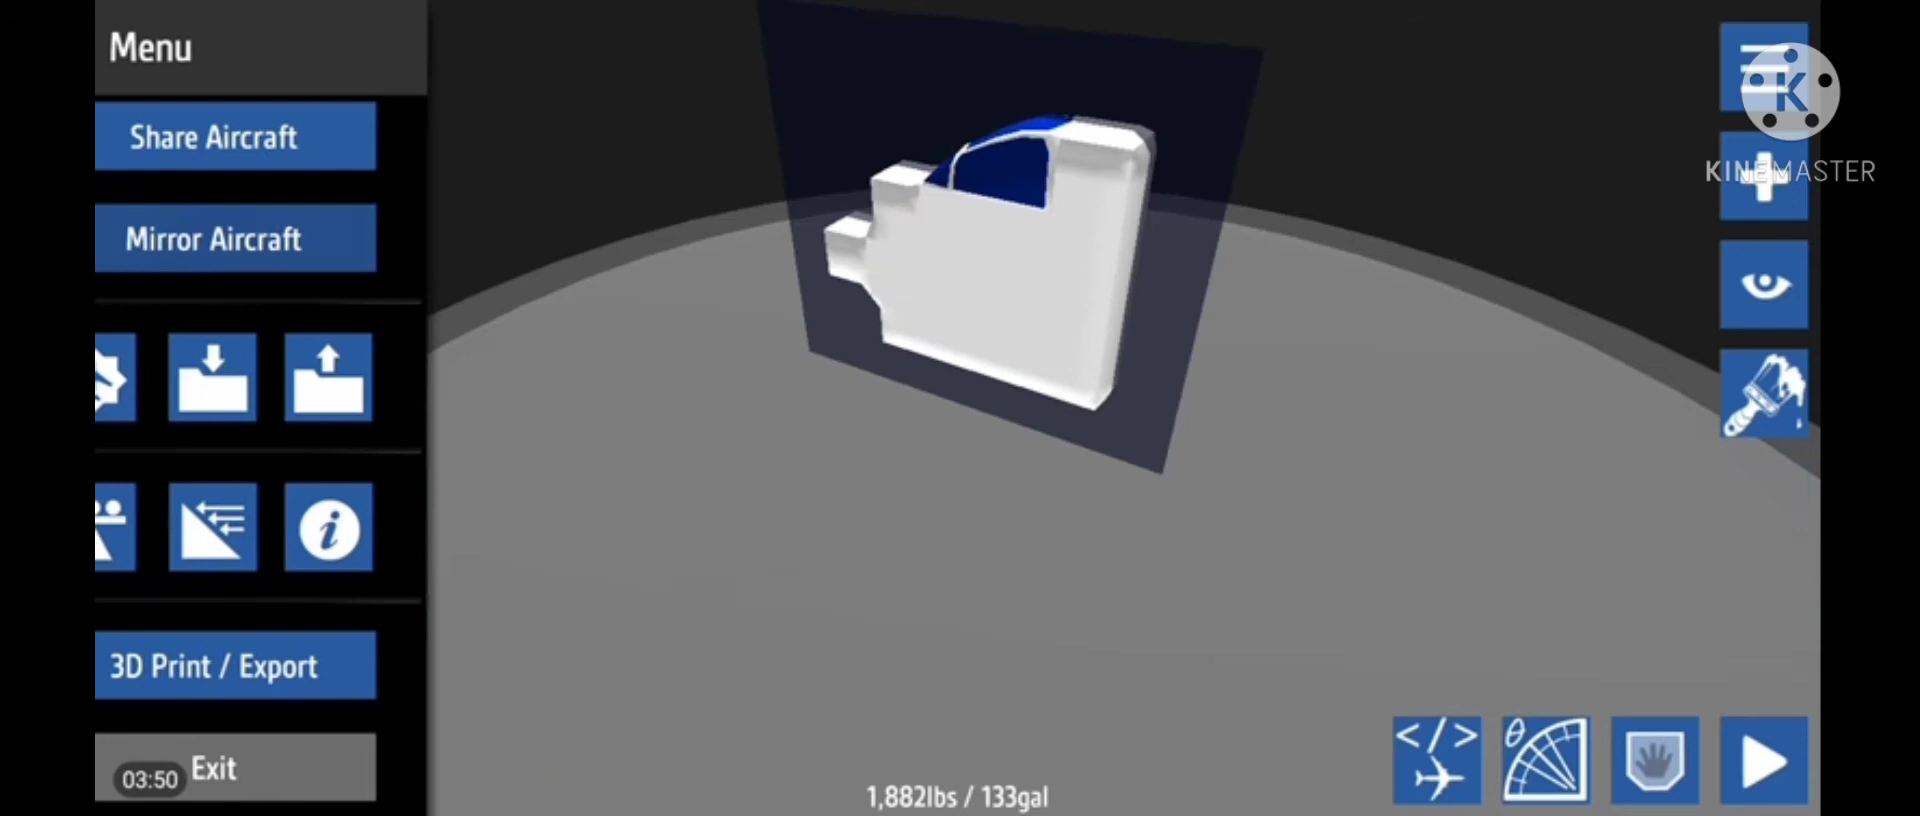 Menu
Share Aircraft
Mirror Aircraft
3D Print / Export
Exit
03:50
1,882lbs / 133gal
K
KINEMASTER
i
</>
θ